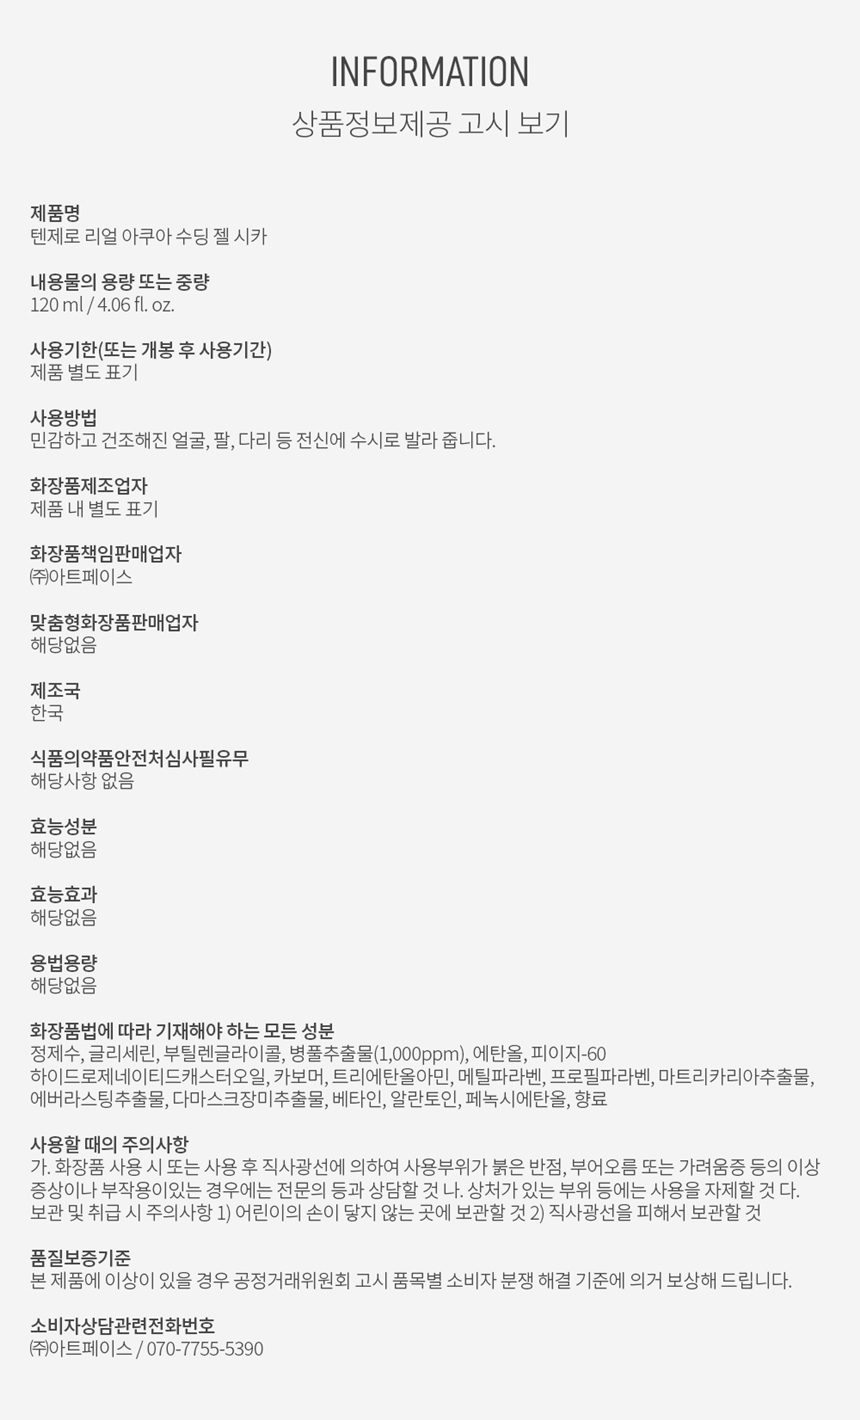 INFORMATION
상품정보제공 고시 보기
제품명
텐제로 리얼 아쿠아 수딩 젤 시카
내용물의 용량 또는 중량
120 ml / 4.06 fl. oz.
사용기한(또는 개봉 후 사용기간)
제품 별도 표기
사용방법
민감하고 건조해진 얼굴, 팔, 다리 등 전신에 수시로 발라 줍니다.
화장품제조업자
제품 내 별도 표기
화장품책임판매업자
㈜아트페이스
맞춤형화장품판매업자
해당없음
제조국
한국
식품의약품안전처심사필유무
해당사항 없음
효능성분
해당없음
효능효과
해당없음
용법용량
해당없음
화장품법에 따라 기재해야 하는 모든 성분
정제수, 글리세린, 부틸렌글라이콜, 병풀추출물(1,000ppm), 에탄올, 피이지-60
하이드로제네이티드캐스터오일, 카보머, 트리에탄올아민, 메틸파라벤, 프로필파라벤, 마트리카리아추출물,
에버라스팅추출물, 다마스크장미추출물, 베타인, 알란토인, 페녹시에탄올, 향료
사용할 때의 주의사항
가. 화장품 사용 시 또는 사용 후 직사광선에 의하여 사용부위가 붉은 반점, 부어오름 또는 가려움증 등의 이상
증상이나 부작용이있는 경우에는 전문의 등과 상담할 것 나. 상처가 있는 부위 등에는 사용을 자제할 것 다.
보관 및 취급 시 주의사항 1) 어린이의 손이 닿지 않는 곳에 보관할 것 2) 직사광선을 피해서 보관할 것
품질보증기준
본 제품에 이상이 있을 경우 공정거래위원회 고시 품목별 소비자 분쟁 해결 기준에 의거 보상해 드립니다.
소비자상담관련전화번호
㈜아트페이스 / 070-7755-5390